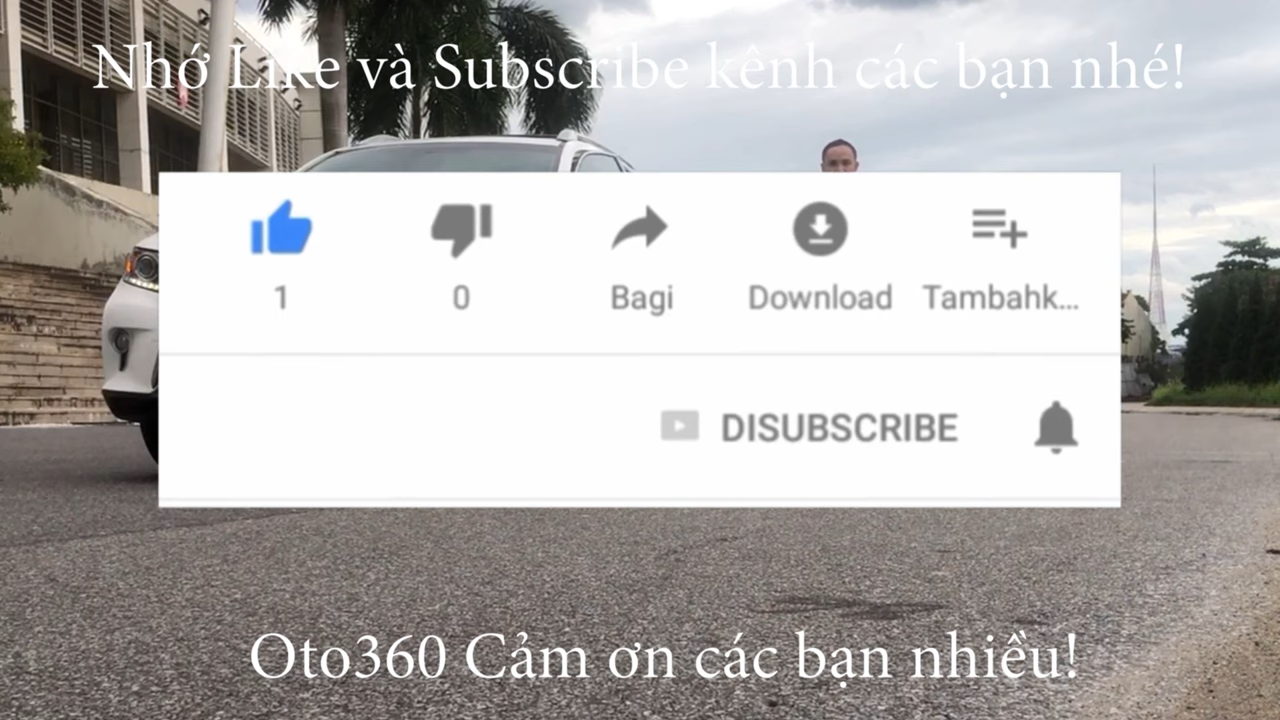 Nhớ Like và Subscribe kênh các bạn nhé!
1 0 Bagi Download Tambahk...
DISUBSCRIBE
Oto360 Cảm ơn các bạn nhiều!